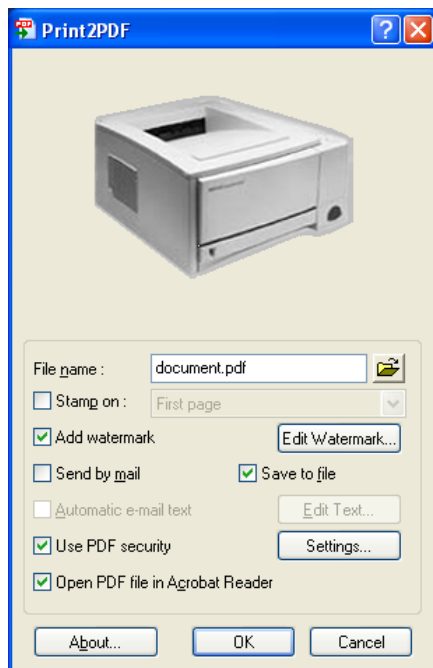 Print2PDF
File name :
document.pdf
Stamp on :
First page
Add watermark
Edit Watermark...
Send by mail
Save to file
Automatic e-mail text
Edit Text...
Use PDF security
Settings...
Open PDF file in Acrobat Reader
About...
OK
Cancel